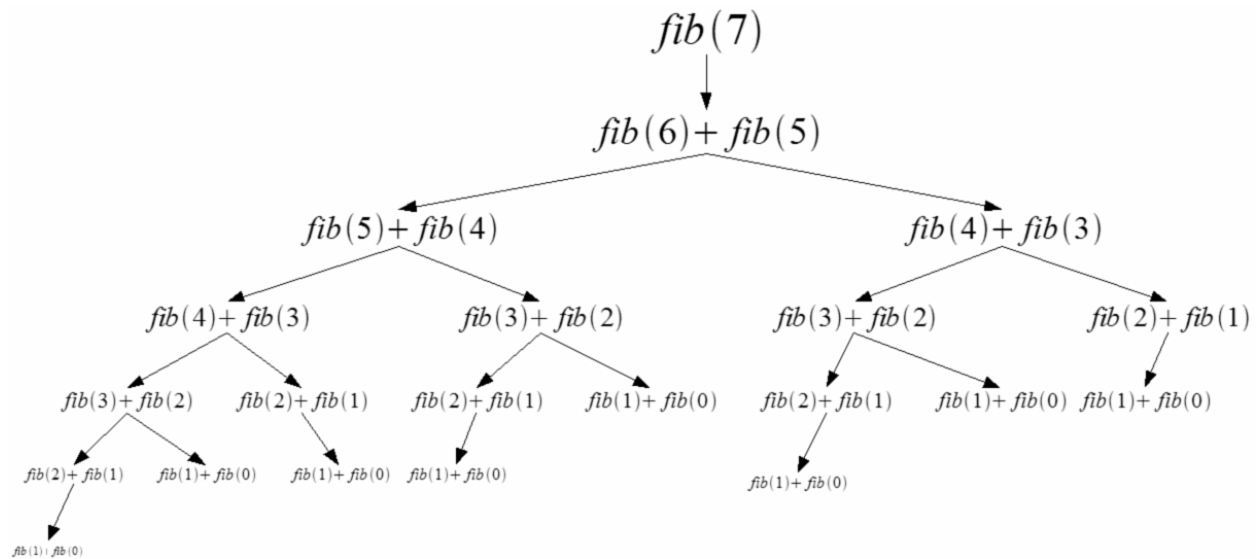 fib(7)
fib(6)+ fib(5)
fib(5)+ fib(4) fib(4)+ fib(3)
fib(4)+ fib(3) fib(3)+ fib(2) fib(3)+ fib(2) fib(2)+ fib(1)
fib(3)+ fib(2) fib(2)+ fib(1) fib(2)+ fib(1) fib(1)+ fib(0) fib(2)+ fib(1) fib(1)+ fib(0) fib(1)+ fib(0)
fib(2)+ fib(1) fib(1)+ fib(0) fib(1)+ fib(0) fib(1)+ fib(0) fib(1)+ fib(0)
fib(1)+ fib(0)